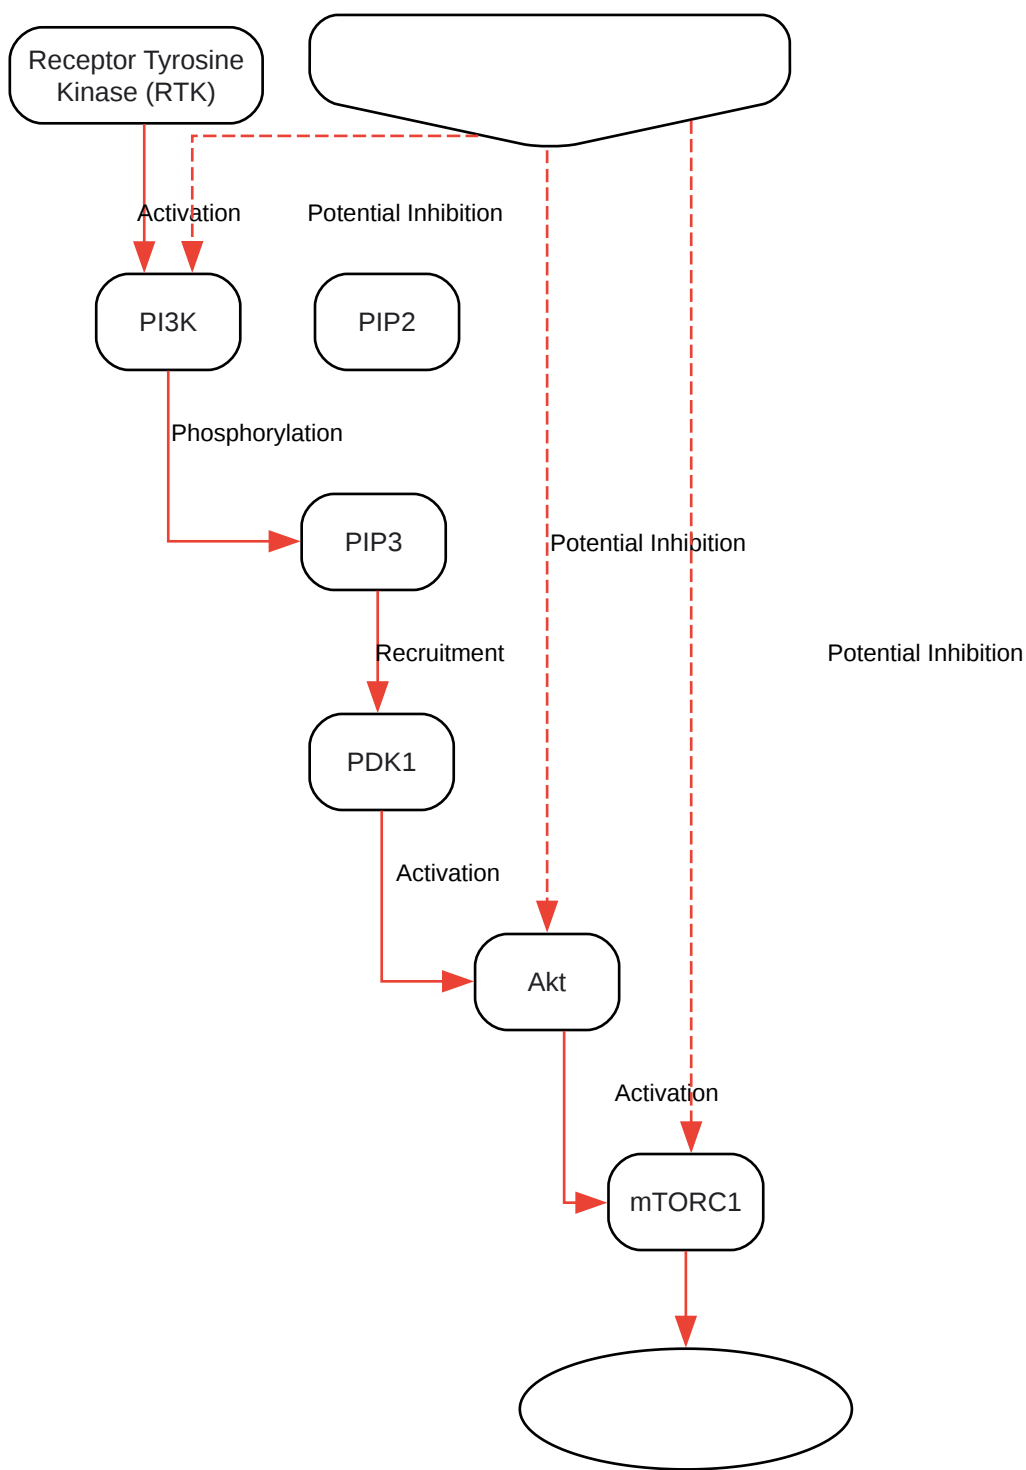 Receptor Tyrosine
Kinase (RTK)
Activation
Potential Inhibition
PI3K
PIP2
Phosphorylation
PIP3
Potential Inhibition
Recruitment
Potential Inhibition
PDK1
Activation
Akt
Activation
mTORC1